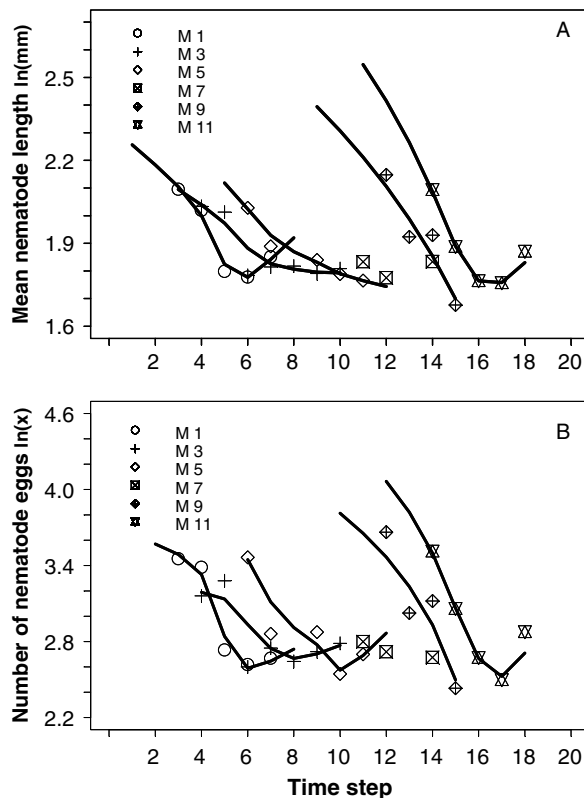 A
M 1
M 3
M 5
M 7
M 9
M 11
Mean nematode length ln(mm)
2.5
2.2
1.9
1.6
2 4 6 8 10 12 14 16 18 20
B
M 1
M 3
M 5
M 7
M 9
M 11
Number of nematode eggs ln(x)
4.6
4.0
3.4
2.8
2.2
2 4 6 8 10 12 14 16 18 20
Time step